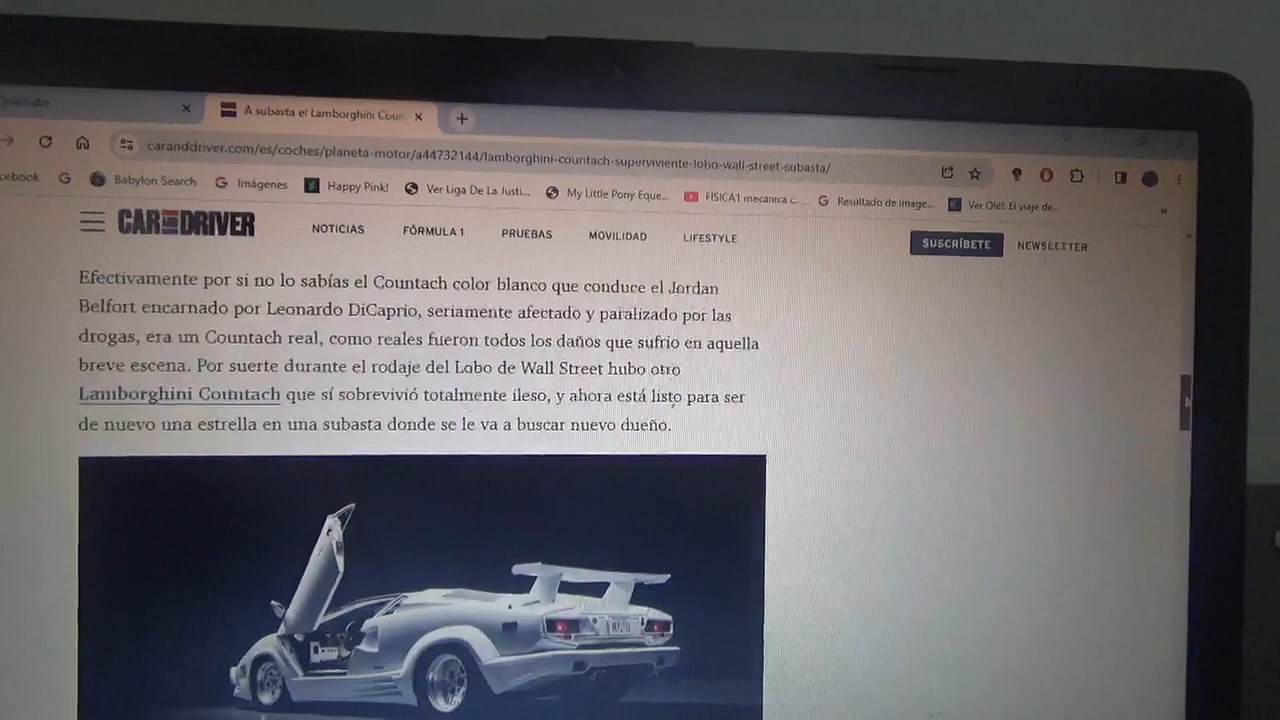 A subasta el Lamborghini Coun
caranddriver.com/es/coches/planeta-motor/a44732144/lamborghini-countach-superviviente-lobo-wall-street-subasta/
cebook
Babylon Search
Imágenes
Happy Pink!
Ver Liga De La Justi...
My Little Pony Eque...
FISICA1 mecanica c...
Resultado de image...
Ver Olé!: El viaje de...
CAR AND DRIVER
NOTICIAS
FÓRMULA 1
PRUEBAS
MOVILIDAD
LIFESTYLE
SUSCRÍBETE
NEWSLETTER
Efectivamente por si no lo sabías el Countach color blanco que conduce el Jordan
Belfort encarnado por Leonardo DiCaprio, seriamente afectado y paralizado por las
drogas, era un Countach real, como reales fueron todos los daños que sufrio en aquella
breve escena. Por suerte durante el rodaje del Lobo de Wall Street hubo otro
Lamborghini Countach que sí sobrevivió totalmente ileso, y ahora está listo para ser
de nuevo una estrella en una subasta donde se le va a buscar nuevo dueño.